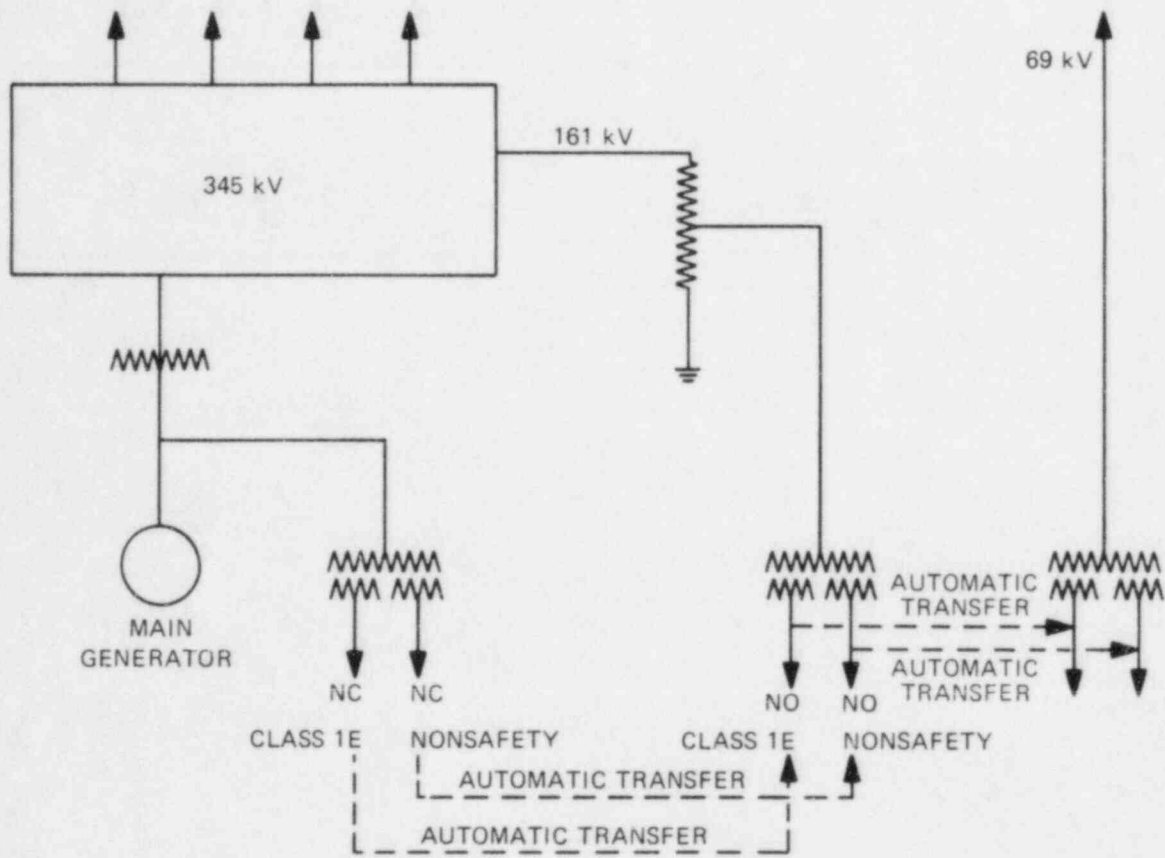 69 kV
161 kV
345 kV
MAIN
GENERATOR
AUTOMATIC
TRANSFER
AUTOMATIC
TRANSFER
NC
NC
NO
NO
CLASS 1E
NONSAFETY
CLASS 1E
NONSAFETY
AUTOMATIC TRANSFER
AUTOMATIC TRANSFER